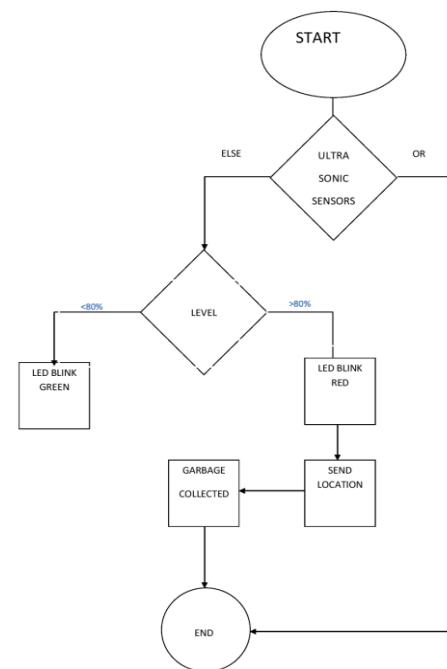 START
ELSE
ULTRA
SONIC
SENSORS
OR
<80%
LEVEL
>80%
LED BLINK
GREEN
LED BLINK
RED
GARBAGE
COLLECTED
SEND
LOCATION
END